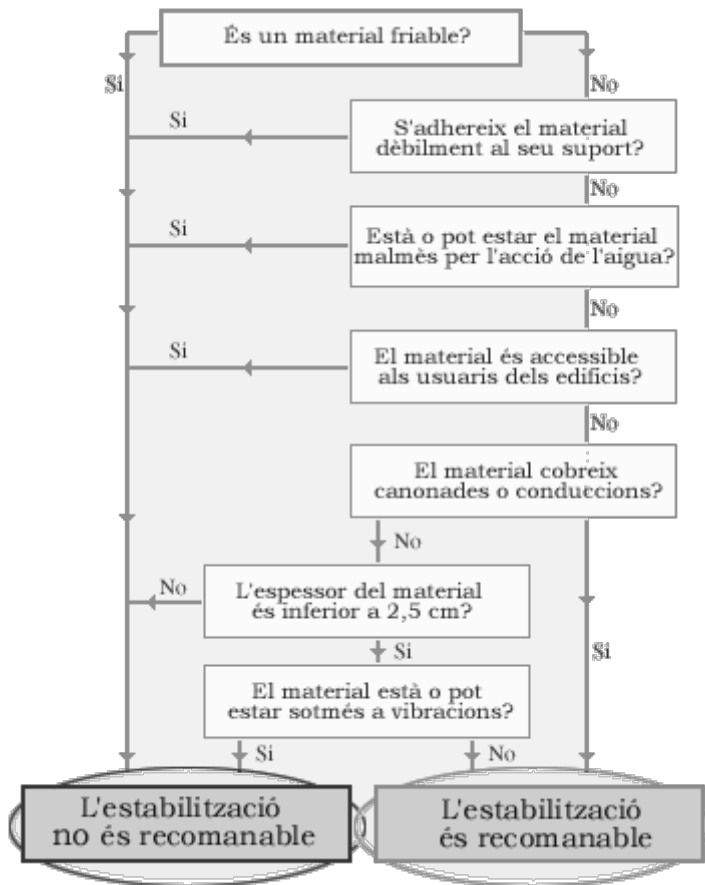 És un material friable?
Si
No
S'adhereix el material
dèbilment al seu suport?
Si
No
Està o pot estar el material
malmès per l'acció de l'aigua?
Si
No
El material és accessible
als usuaris dels edificis?
Si
No
El material cobreix
canonades o conduccions?
No
L'espessor del material
és inferior a 2,5 cm?
No
Si
Si
El material està o pot
estar sotmés a vibracions?
Si
No
L'estabilització
no és recomanable
L'estabilització
és recomanable